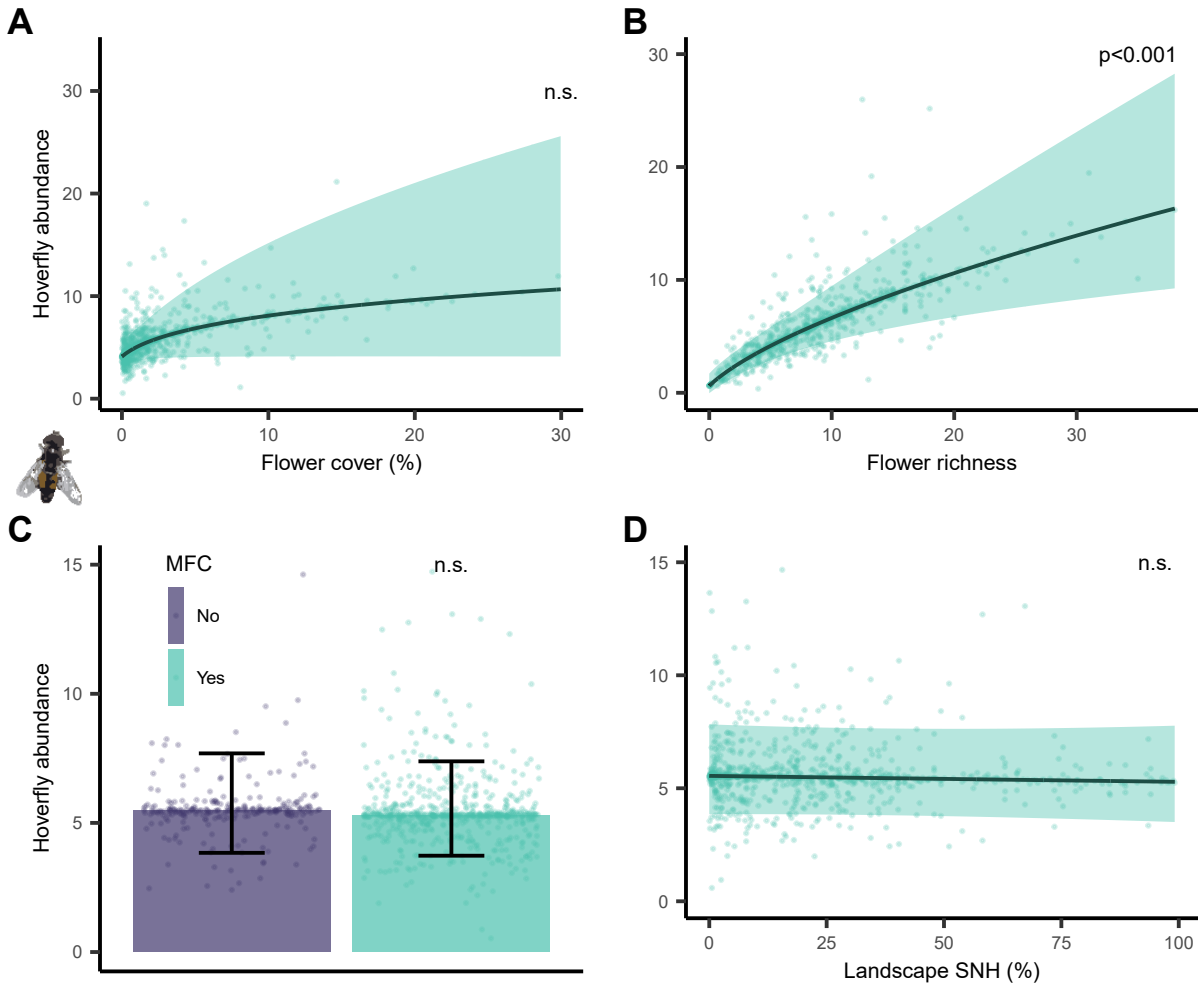 A
n.s.
30
20
10
0
Hoverfly abundance
0 10 20 30
Flower cover (%)
B
p<0.001
30
20
10
0
Hoverfly abundance
0 10 20 30
Flower richness
C
MFC
No
Yes
n.s.
15
10
5
0
Hoverfly abundance
D
n.s.
15
10
5
0
0 25 50 75 100
Landscape SNH (%)